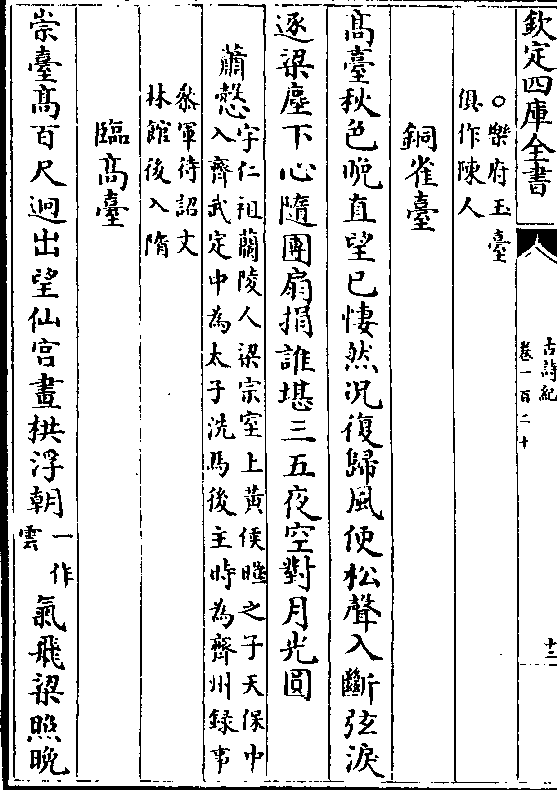 欽定四庫全書
古詩紀
卷一百二十
十三
○樂府玉臺
俱作陳人
銅雀臺
髙臺秋色晩直望已悽然况復歸風便松聲入斷弦淚
逐梁塵下心隨團扇捐誰堪三五夜空對月光圓
蕭慤
字仁祖蘭陵人梁宗室上黄侯曄之子天保中
入齊武定中為太子洗馬後主時為齊州録事
叅軍待詔文
林館後入隋
臨髙臺
崇臺髙百尺迥出望仙宫畫栱浮朝
一作
雲
氣飛梁照晩